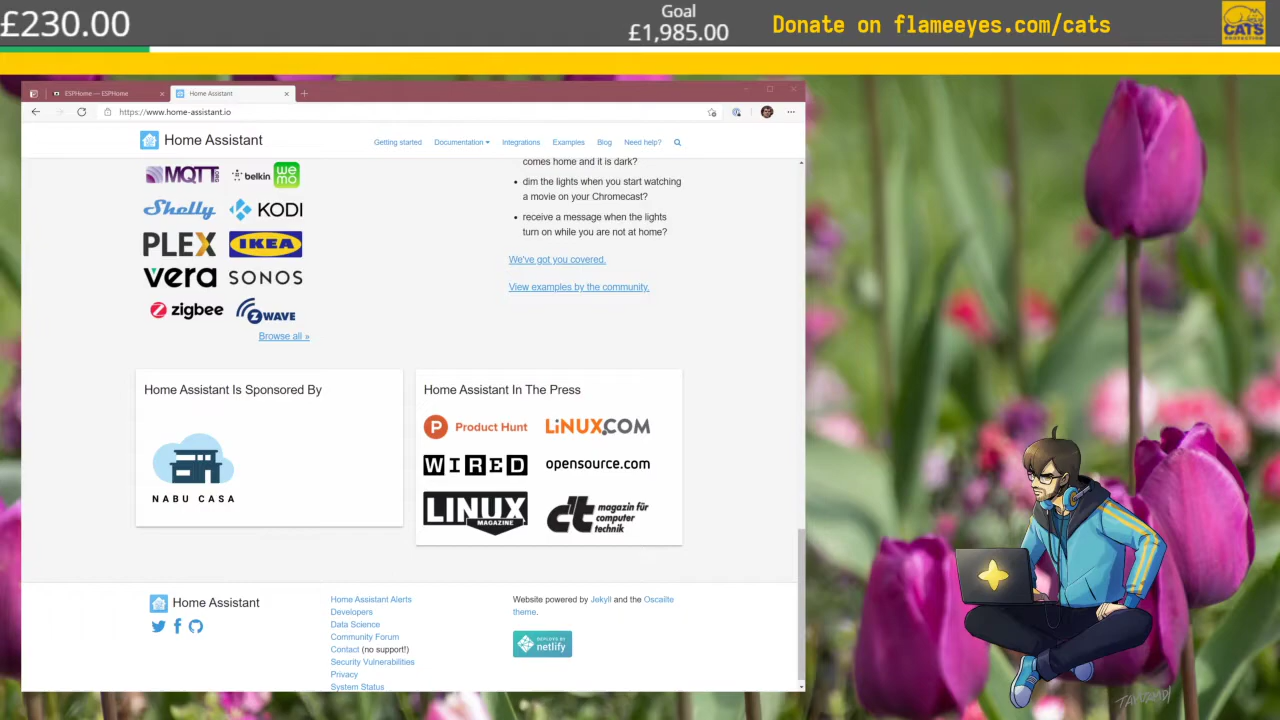 £230.00
Goal
£1,985.00
Donate on flameeyes.com/cats
CATS
PROTECTION
ESPHome — ESPHome
Home Assistant
https://www.home-assistant.io
Home Assistant
Getting started
Documentation
Integrations
Examples
Blog
Need help?
MQTT
belkin
wemo
Shelly
KODI
PLEX
IKEA
vera
SONOS
zigbee
Z WAVE
Browse all »
comes home and it is dark?
• dim the lights when you start watching
a movie on your Chromecast?
• receive a message when the lights
turn on while you are not at home?
We've got you covered.
View examples by the community.
Home Assistant Is Sponsored By
NABU CASA
Home Assistant In The Press
P Product Hunt
LiNUX.COM
WIRED
opensource.com
LINUX
MAGAZINE
c't magazin für
computer
technik
Home Assistant
Home Assistant Alerts
Developers
Data Science
Community Forum
Contact (no support!)
Security Vulnerabilities
Privacy
System Status
Website powered by Jekyll and the Oscailte
theme.
DEPLOYS BY
netlify